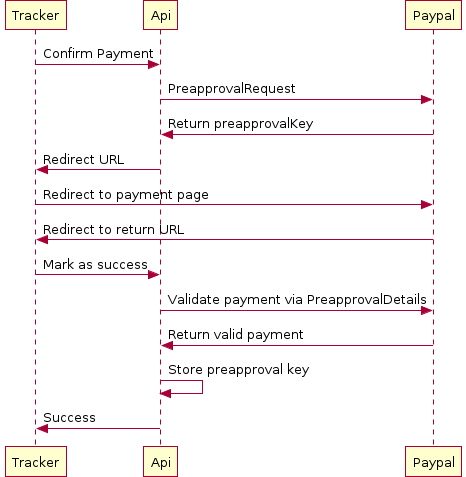 Tracker Api Paypal
Confirm Payment
PreapprovalRequest
Return preapprovalKey
Redirect URL
Redirect to payment page
Redirect to return URL
Mark as success
Validate payment via PreapprovalDetails
Return valid payment
Store preapproval key
Success
Tracker Api Paypal